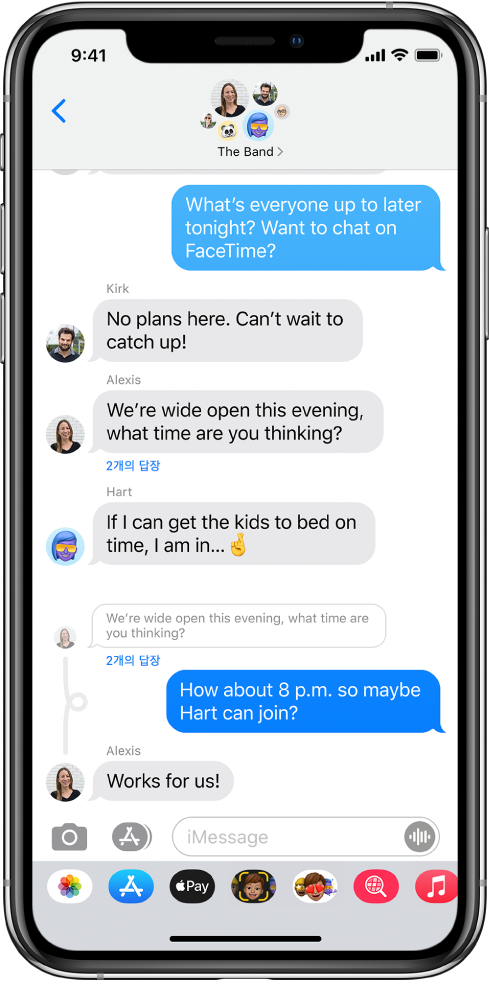 9:41
The Band >
What's everyone up to later
tonight? Want to chat on
FaceTime?
Kirk
No plans here. Can't wait to
catch up!
Alexis
We're wide open this evening,
what time are you thinking?
2개의 답장
Hart
If I can get the kids to bed on
time, I am in...🤞
We're wide open this evening, what time are
you thinking?
2개의 답장
How about 8 p.m. so maybe
Hart can join?
Alexis
Works for us!
iMessage
Pay